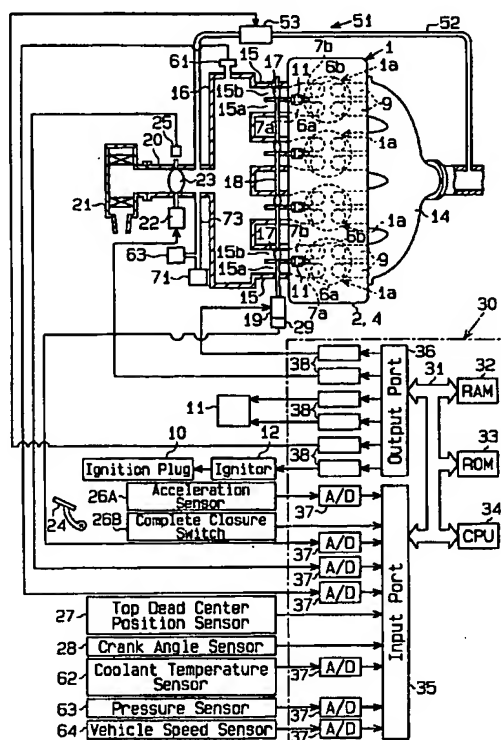 53
51
52
61
15
17
7b
1
16
15b
11
6b
1a
15a
9
25
20
7a
6a
1a
23
18
21
22
73
14
63
71
17
15b
7b
6b
15a
9
15
11
6a
1a
7a
2, 4
19
29
30
38
36
31
32
RAM
11
38
Output Port
33
ROM
10
12
38
Ignition Plug
Ignitor
26A
Acceleration Sensor
A/D
37
34
CPU
24
26B
Complete Closure Switch
A/D
37
A/D
37
A/D
37
27
Top Dead Center Position Sensor
28
Crank Angle Sensor
Input Port
62
Coolant Temperature Sensor
37
A/D
35
63
Pressure Sensor
37
A/D
64
Vehicle Speed Sensor
37
A/D